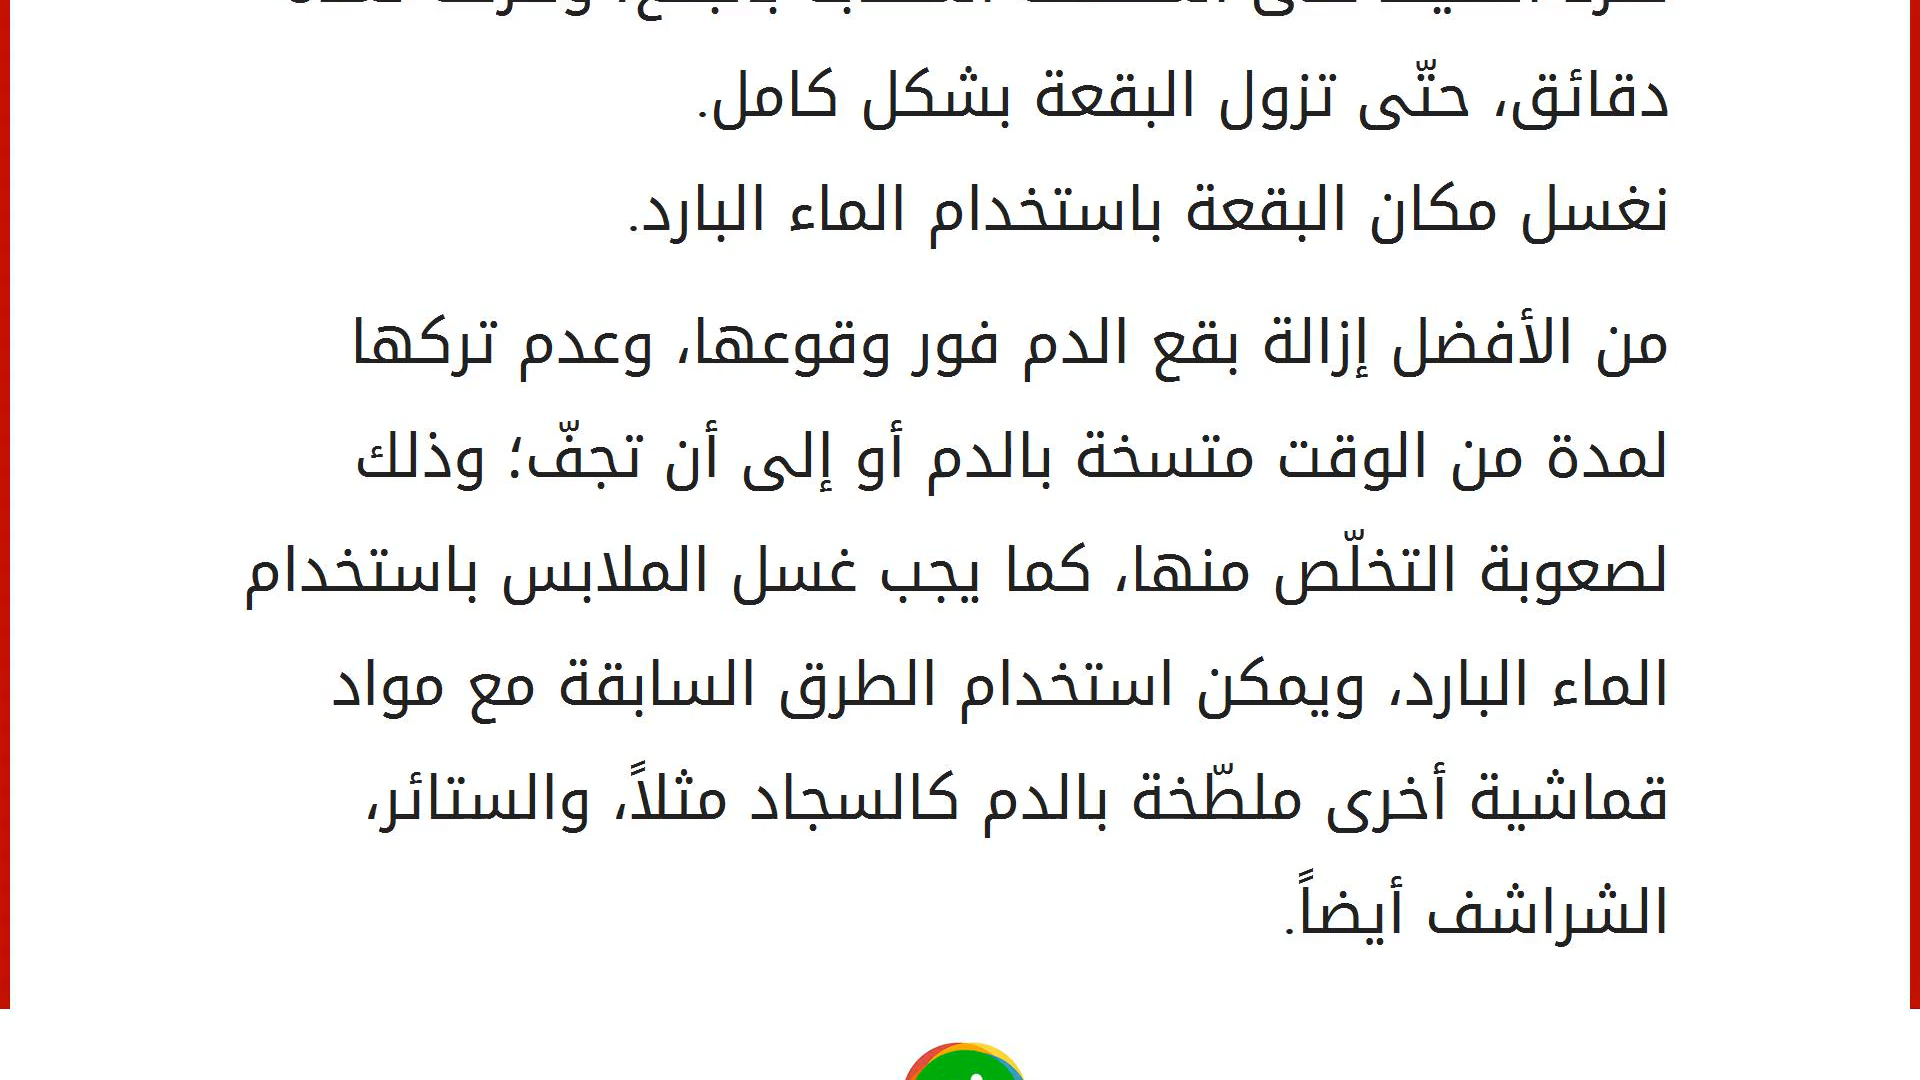 دقائق، حتّى تزول البقعة بشكل كامل.
نغسل مكان البقعة باستخدام الماء البارد.
من الأفضل إزالة بقع الدم فور وقوعها، وعدم تركها
لمدة من الوقت متسخة بالدم أو إلى أن تجفّ؛ وذلك
لصعوبة التخلّص منها، كما يجب غسل الملابس باستخدام
الماء البارد، ويمكن استخدام الطرق السابقة مع مواد
قماشية أخرى ملطّخة بالدم كالسجاد مثلاً، والستائر،
الشراشف أيضاً.